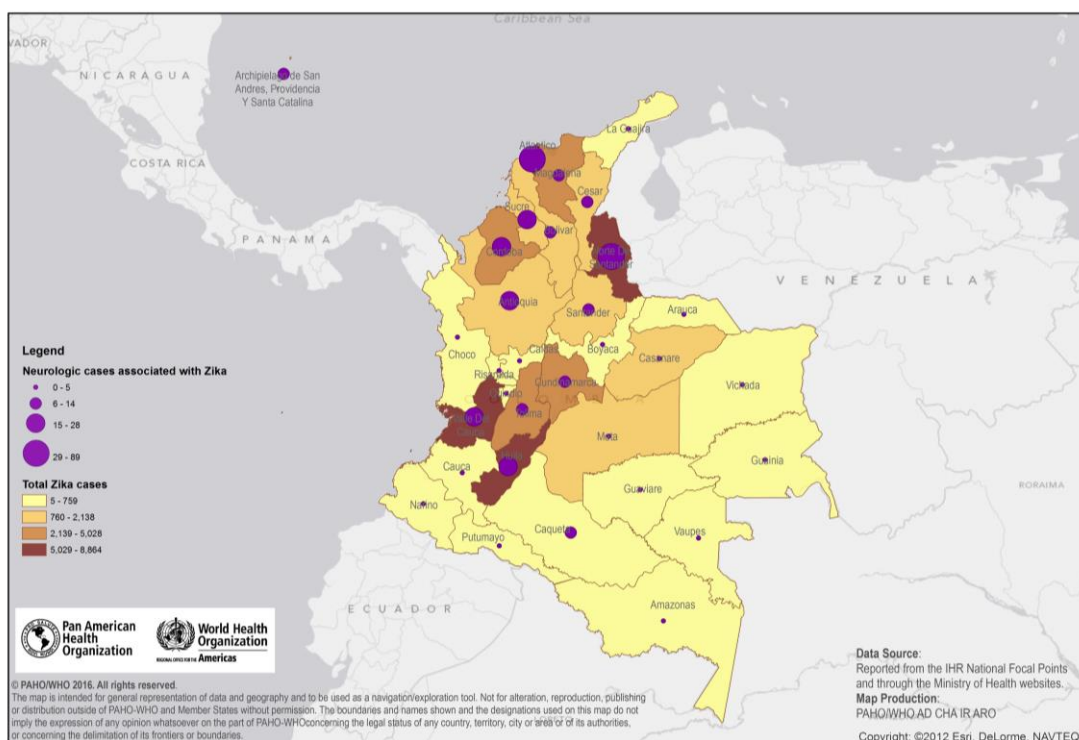 Caribbean Sea
VADOR
NICARAGUA
Archipielago de San
Andres, Providencia
Y Santa Catalina
COSTA RICA
PANAMA
VENEZUELA
La Guajira
Atlantico
Magdalena
Cesar
Sucre
Bolivar
Cordoba
Norte De
Santander
Antioquia
Santander
Arauca
Choco
Caldas
Boyaca
Casanare
Risaralda
Cundinamarca
Vichada
Tolima
Valle Del
Cauca
Meta
Guainia
Huila
Cauca
Guaviare
Narino
Caqueta
Vaupes
Putumayo
Amazonas
RORAIMA
ECUADOR
LORETO
Legend
Neurologic cases associated with Zika
0 - 5
6 - 14
15 - 28
29 - 89
Total Zika cases
5 - 759
760 - 2,138
2,139 - 5,028
5,029 - 8,864
Pan American
Health
Organization
World Health
Organization
REGIONAL OFFICE FOR THE Americas
© PAHO/WHO 2016. All rights reserved.
The map is intended for general representation of data and geography and to be used as a navigation/exploration tool. Not for alteration, reproduction, publishing
or distribution outside of PAHO-WHO and Member States without permission. The boundaries and names shown and the designations used on this map do not
imply the expression of any opinion whatsoever on the part of PAHO-WHOconcerning the legal status of any country, territory, city or area or of its authorities,
or concerning the delimitation of its frontiers or boundaries.
Data Source:
Reported from the IHR National Focal Points
and through the Ministry of Health websites.
Map Production:
PAHO/WHO AD CHA IR ARO
Copyright: ©2012 Esri, DeLorme, NAVTEQ